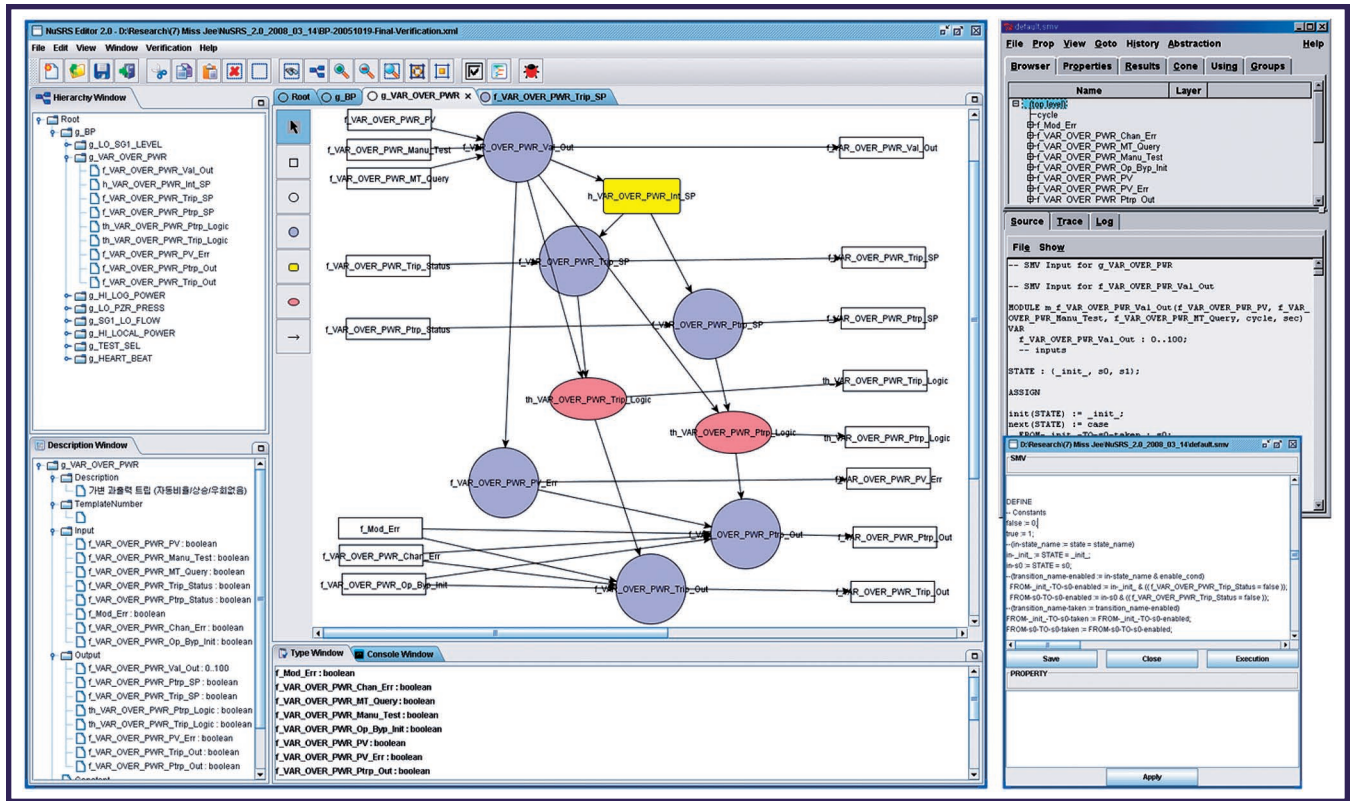 NuSRS Editor 2.0 - D:\Research\(7) Miss Jee\NuSRS_2.0_2008_03_14\BP-20051019-Final-Verification.xml
File Edit View Window Verification Help
Hierarchy Window
Root
g_BP
g_LO_SG1_LEVEL
g_VAR_OVER_PWR
f_VAR_OVER_PWR_Val_Out
h_VAR_OVER_PWR_Int_SP
f_VAR_OVER_PWR_Trip_SP
f_VAR_OVER_PWR_Ptrp_SP
th_VAR_OVER_PWR_Ptrp_Logic
th_VAR_OVER_PWR_Trip_Logic
f_VAR_OVER_PWR_PV_Err
f_VAR_OVER_PWR_Ptrp_Out
f_VAR_OVER_PWR_Trip_Out
g_HI_LOG_POWER
g_LO_PZR_PRESS
g_SG1_LO_FLOW
g_HI_LOCAL_POWER
g_TEST_SEL
g_HEART_BEAT
Description Window
g_VAR_OVER_PWR
Description
가변 과출력 트립 (자동비율/상승/우회없음)
TemplateNumber
Input
f_VAR_OVER_PWR_PV : boolean
f_VAR_OVER_PWR_Manu_Test : boolean
f_VAR_OVER_PWR_MT_Query : boolean
f_VAR_OVER_PWR_Trip_Status : boolean
f_VAR_OVER_PWR_Ptrp_Status : boolean
f_Mod_Err : boolean
f_VAR_OVER_PWR_Chan_Err : boolean
f_VAR_OVER_PWR_Op_Byp_Init : boolean
Output
f_VAR_OVER_PWR_Val_Out : 0..100
f_VAR_OVER_PWR_Ptrp_SP : boolean
f_VAR_OVER_PWR_Trip_SP : boolean
th_VAR_OVER_PWR_Ptrp_Logic : boolean
th_VAR_OVER_PWR_Trip_Logic : boolean
f_VAR_OVER_PWR_PV_Err : boolean
f_VAR_OVER_PWR_Trip_Out : boolean
f_VAR_OVER_PWR_Ptrp_Out : boolean
Constant
Root g_BP g_VAR_OVER_PWR f_VAR_OVER_PWR_Trip_SP
f_VAR_OVER_PWR_PV
f_VAR_OVER_PWR_Manu_Test f_VAR_OVER_PWR_Val_Out f_VAR_OVER_PWR_Val_Out
f_VAR_OVER_PWR_MT_Query
h_VAR_OVER_PWR_Int_SP
f_VAR_OVER_PWR_Trip_Status f_VAR_OVER_PWR_Trip_SP f_VAR_OVER_PWR_Trip_SP
f_VAR_OVER_PWR_Ptrp_Status f_VAR_OVER_PWR_Ptrp_SP f_VAR_OVER_PWR_Ptrp_SP
th_VAR_OVER_PWR_Trip_Logic th_VAR_OVER_PWR_Trip_Logic
th_VAR_OVER_PWR_Ptrp_Logic th_VAR_OVER_PWR_Ptrp_Logic
f_VAR_OVER_PWR_PV_Err f_VAR_OVER_PWR_PV_Err
f_Mod_Err f_VAR_OVER_PWR_Ptrp_Out f_VAR_OVER_PWR_Ptrp_Out
f_VAR_OVER_PWR_Chan_Err
f_VAR_OVER_PWR_Op_Byp_Init f_VAR_OVER_PWR_Trip_Out f_VAR_OVER_PWR_Trip_Out
Type Window Console Window
f_Mod_Err : boolean
f_VAR_OVER_PWR_Chan_Err : boolean
f_VAR_OVER_PWR_MT_Query : boolean
f_VAR_OVER_PWR_Manu_Test : boolean
f_VAR_OVER_PWR_Op_Byp_Init : boolean
f_VAR_OVER_PWR_PV : boolean
f_VAR_OVER_PWR_PV_Err : boolean
f_VAR_OVER_PWR_Ptrp_Out : boolean
default.smv
File Prop View Goto History Abstraction Help
Browser Properties Results Cone Using Groups
Name Layer
(top level)
cycle
f_Mod_Err
f_VAR_OVER_PWR_Chan_Err
f_VAR_OVER_PWR_MT_Query
f_VAR_OVER_PWR_Manu_Test
f_VAR_OVER_PWR_Op_Byp_Init
f_VAR_OVER_PWR_PV
f_VAR_OVER_PWR_PV_Err
f_VAR_OVER_PWR_Ptrp_Out
Source Trace Log
File Show
-- SMV Input for g_VAR_OVER_PWR
-- SMV Input for f_VAR_OVER_PWR_Val_Out
MODULE m_f_VAR_OVER_PWR_Val_Out(f_VAR_OVER_PWR_PV, f_VAR_
OVER_PWR_Manu_Test, f_VAR_OVER_PWR_MT_Query, cycle, sec)
VAR
f_VAR_OVER_PWR_Val_Out : 0..100;
-- inputs
STATE : (_init_, s0, s1);
ASSIGN
init(STATE) := _init_;
next(STATE) := case
FROM-_init_-TO-s0-taken : s0;
D:\Research\(7) Miss Jee\NuSRS_2.0_2008_03_14\default.smv
SMV
DEFINE
-- Constants
false := 0;
true := 1;
--(in-state_name := state = state_name)
in-_init_ := STATE = _init_;
in-s0 := STATE = s0;
--(transition_name-enabled := in-state_name & enable_cond)
FROM-_init_-TO-s0-enabled := in-_init_ & ((f_VAR_OVER_PWR_Trip_Status = false ));
FROM-s0-TO-s0-enabled := in-s0 & ((f_VAR_OVER_PWR_Trip_Status = false ));
--(transition_name-taken := transition_name-enabled)
FROM-_init_-TO-s0-taken := FROM-_init_-TO-s0-enabled;
FROM-s0-TO-s0-taken := FROM-s0-TO-s0-enabled;
Save Close Execution
PROPERTY
Apply